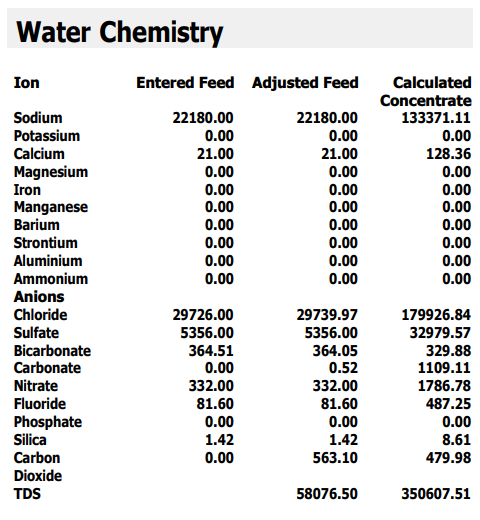 Water Chemistry
Ion Entered Feed Adjusted Feed Calculated
Concentrate
Sodium 22180.00 22180.00 133371.11
Potassium 0.00 0.00 0.00
Calcium 21.00 21.00 128.36
Magnesium 0.00 0.00 0.00
Iron 0.00 0.00 0.00
Manganese 0.00 0.00 0.00
Barium 0.00 0.00 0.00
Strontium 0.00 0.00 0.00
Aluminium 0.00 0.00 0.00
Ammonium 0.00 0.00 0.00
Anions
Chloride 29726.00 29739.97 179926.84
Sulfate 5356.00 5356.00 32979.57
Bicarbonate 364.51 364.05 329.88
Carbonate 0.00 0.52 1109.11
Nitrate 332.00 332.00 1786.78
Fluoride 81.60 81.60 487.25
Phosphate 0.00 0.00 0.00
Silica 1.42 1.42 8.61
Carbon 0.00 563.10 479.98
Dioxide
TDS 58076.50 350607.51